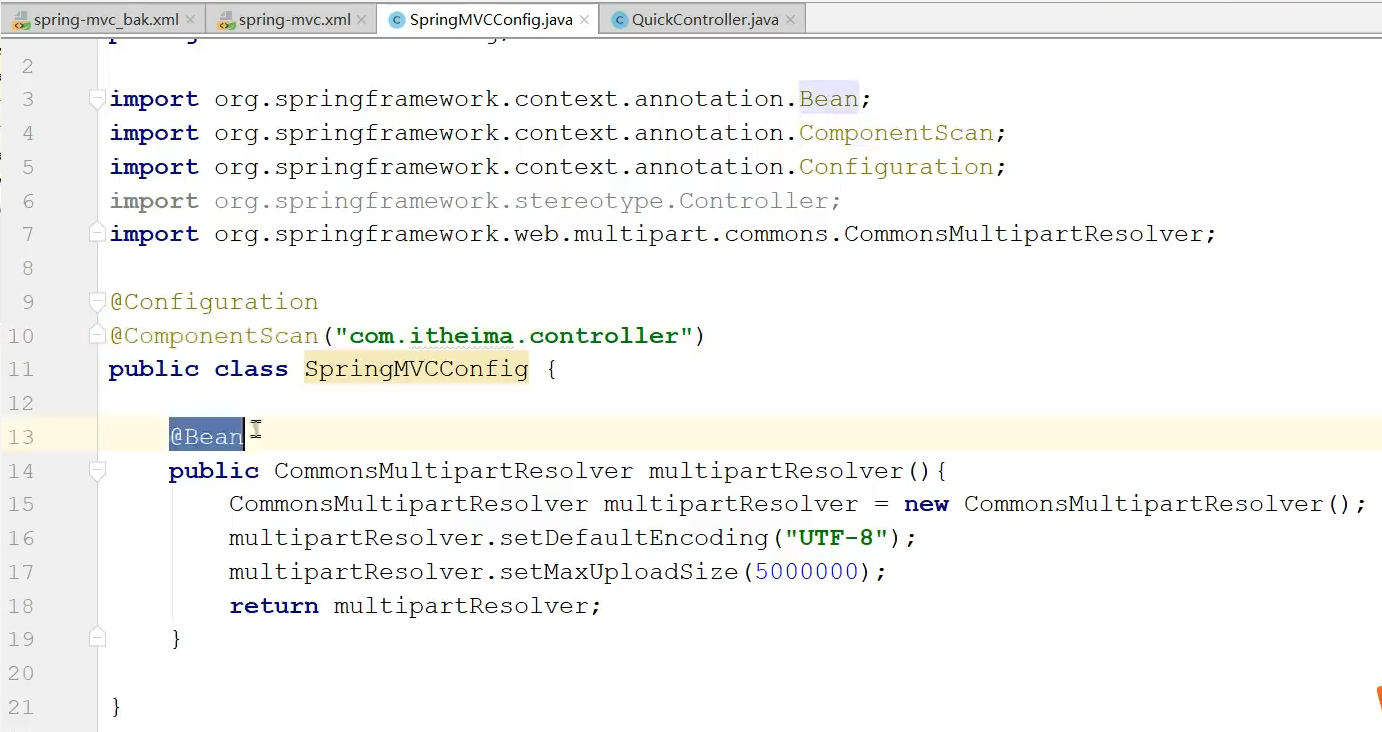 spring-mvc_bak.xml spring-mvc.xml SpringMVCConfig.java QuickController.java
2
3 import org.springframework.context.annotation.Bean;
4 import org.springframework.context.annotation.ComponentScan;
5 import org.springframework.context.annotation.Configuration;
6 import org.springframework.stereotype.Controller;
7 import org.springframework.web.multipart.commons.CommonsMultipartResolver;
8
9 @Configuration
10 @ComponentScan("com.itheima.controller")
11 public class SpringMVCConfig {
12
13 @Bean
14 public CommonsMultipartResolver multipartResolver(){
15 CommonsMultipartResolver multipartResolver = new CommonsMultipartResolver();
16 multipartResolver.setDefaultEncoding("UTF-8");
17 multipartResolver.setMaxUploadSize(5000000);
18 return multipartResolver;
19 }
20
21 }